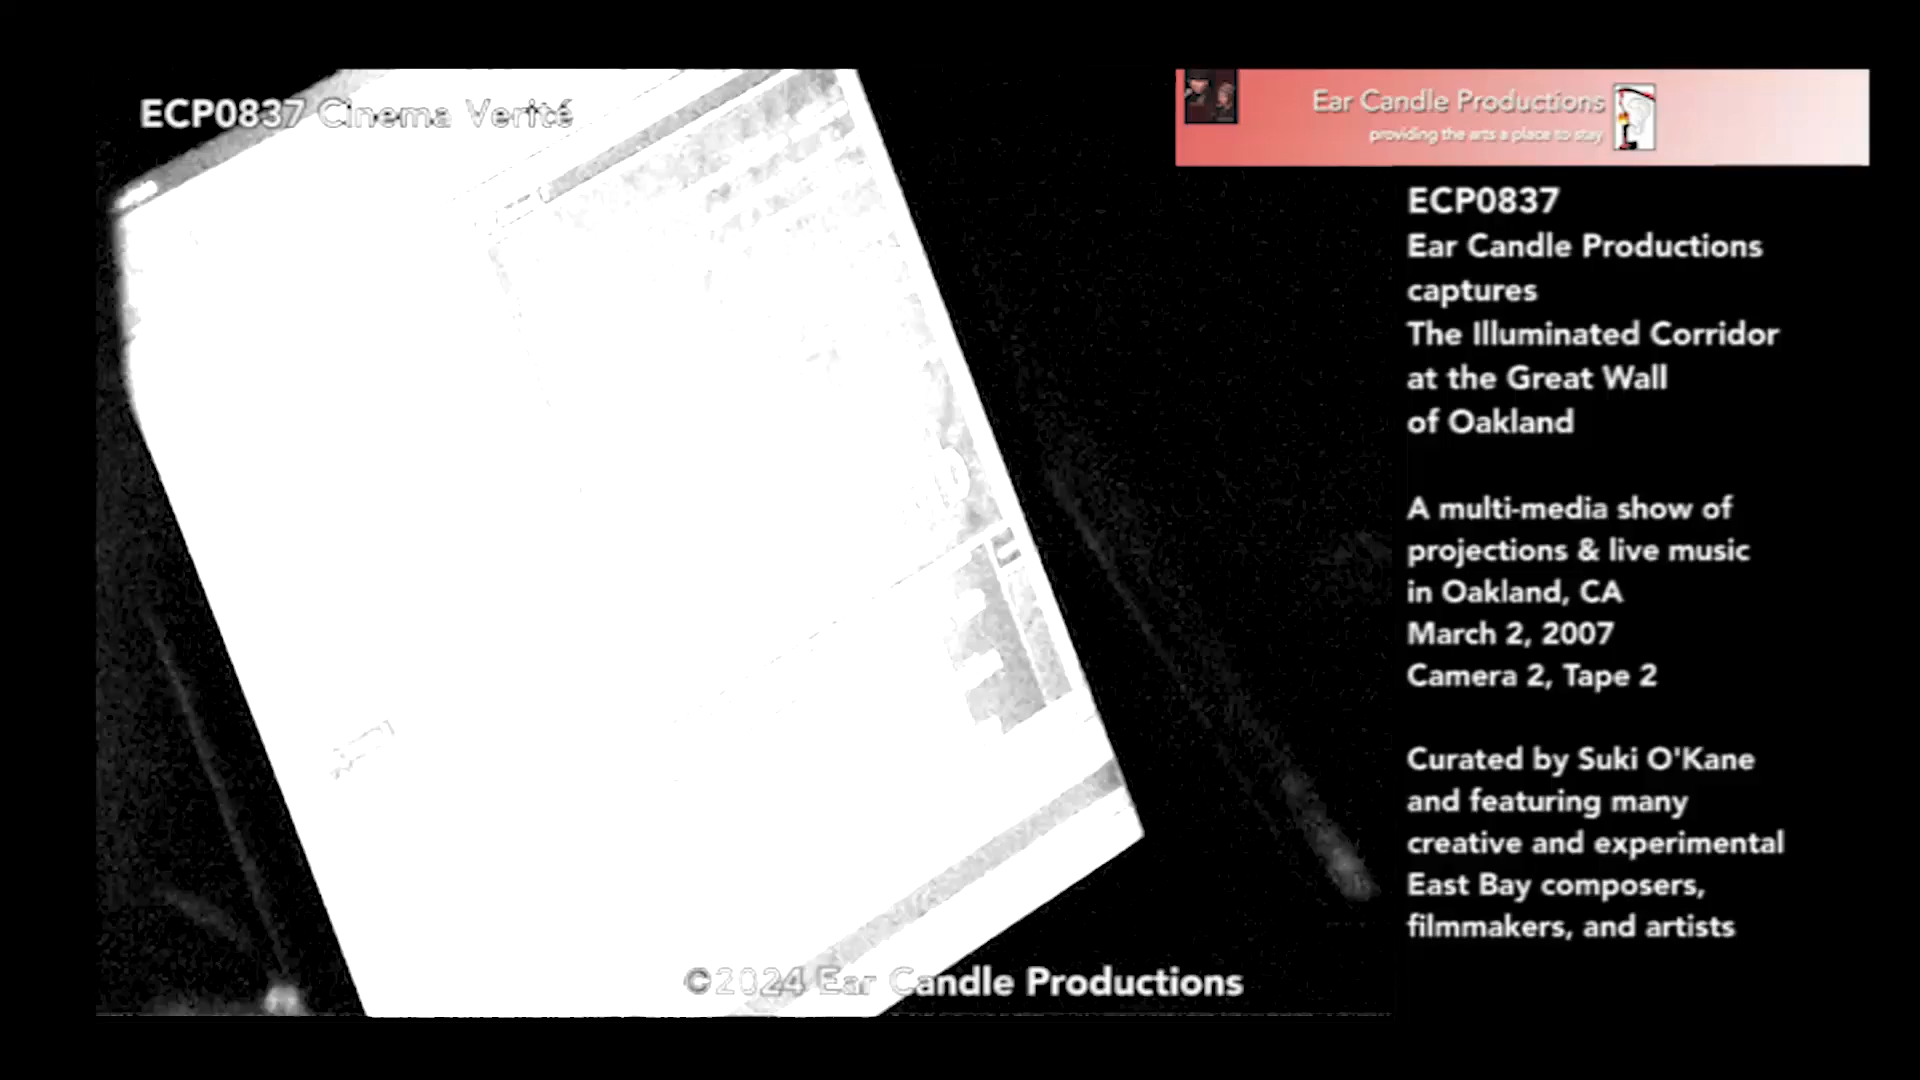 ECP0837 Cinema Verité
Ear Candle Productions
providing the arts a place to stay
ECP0837
Ear Candle Productions
captures
The Illuminated Corridor
at the Great Wall
of Oakland
A multi-media show of
projections & live music
in Oakland, CA
March 2, 2007
Camera 2, Tape 2
Curated by Suki O'Kane
and featuring many
creative and experimental
East Bay composers,
filmmakers, and artists
©2024 Ear Candle Productions